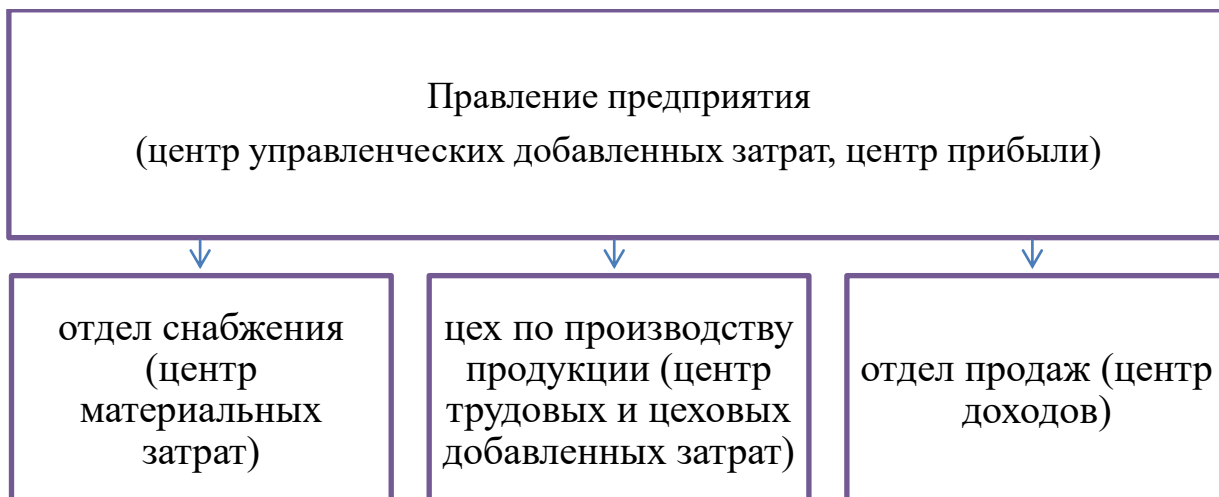 Правление предприятия
(центр управленческих добавленных затрат, центр прибыли)
отдел снабжения
(центр
материальных
затрат)
цех по производству
продукции (центр
трудовых и цеховых
добавленных затрат)
отдел продаж (центр
доходов)